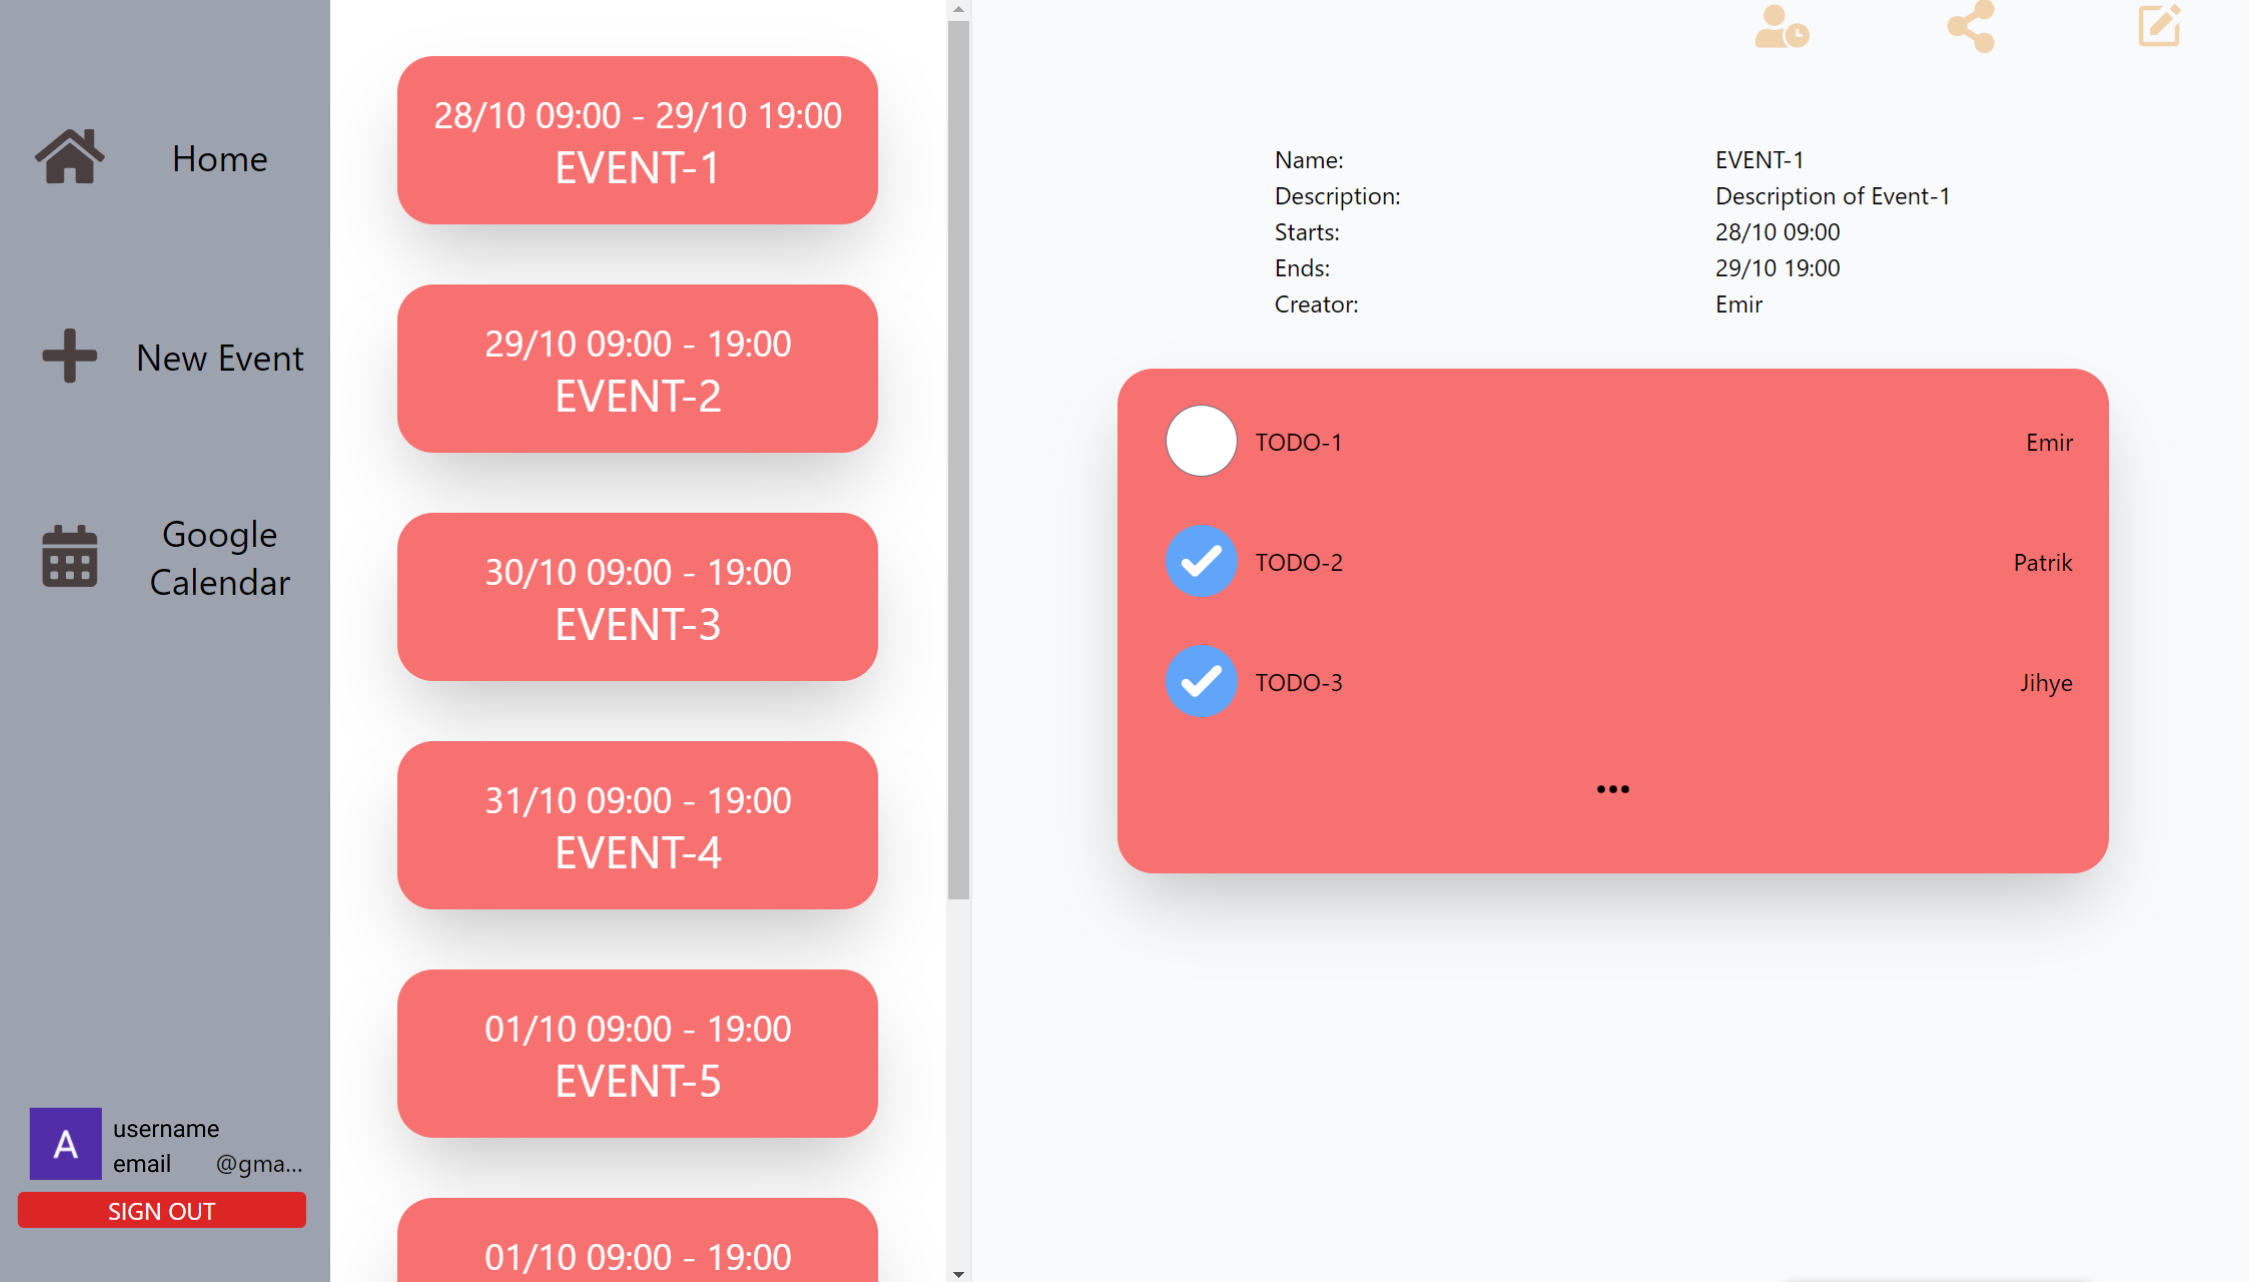 Home
New Event
Google
Calendar
A
username
email @gma...
SIGN OUT
28/10 09:00 - 29/10 19:00
EVENT-1
29/10 09:00 - 19:00
EVENT-2
30/10 09:00 - 19:00
EVENT-3
31/10 09:00 - 19:00
EVENT-4
01/10 09:00 - 19:00
EVENT-5
01/10 09:00 - 19:00
Name: EVENT-1
Description: Description of Event-1
Starts: 28/10 09:00
Ends: 29/10 19:00
Creator: Emir
TODO-1 Emir
TODO-2 Patrik
TODO-3 Jihye
...